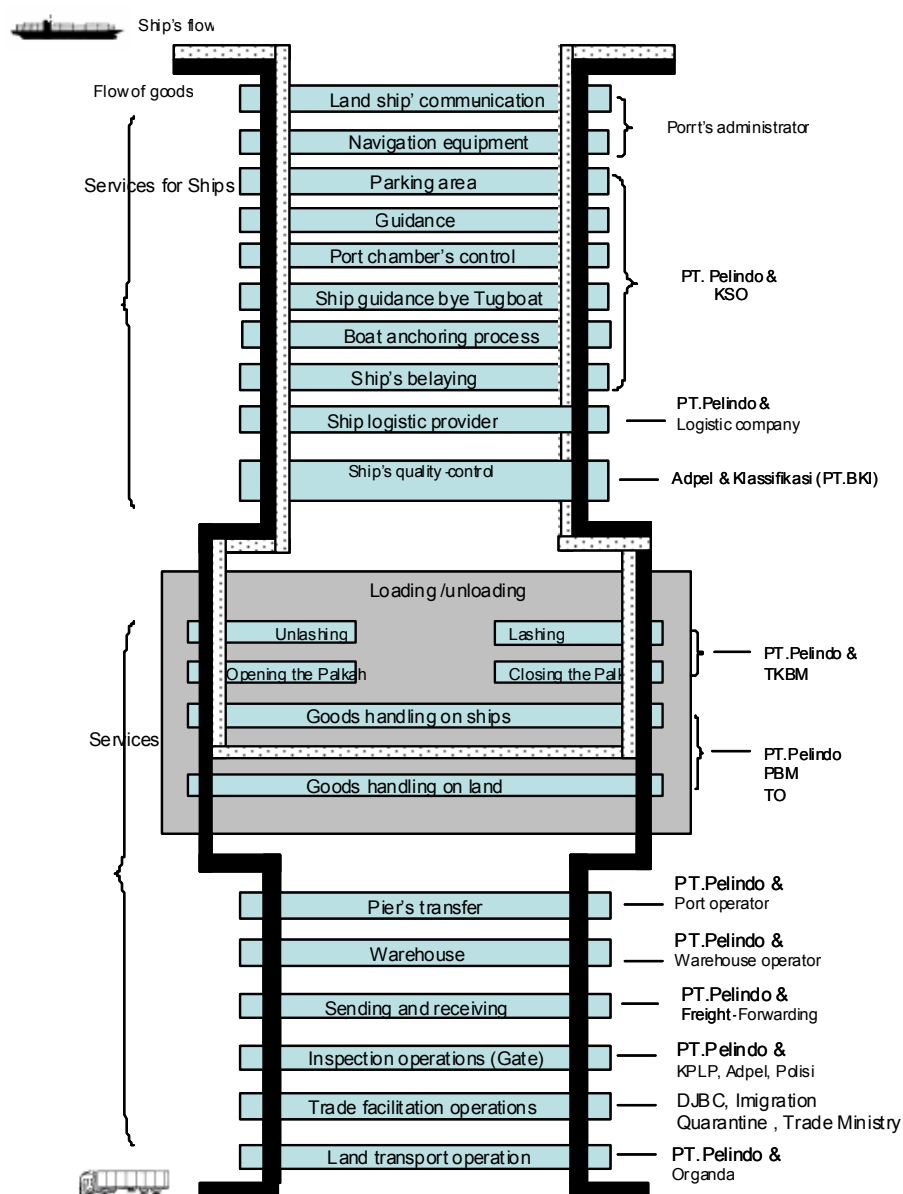 Ship's flow
Flow of goods
Land ship' communication
Porrt's administrator
Navigation equipment
Services for Ships
Parking area
Guidance
Port chamber's control
PT. Pelindo &
KSO
Ship guidance bye Tugboat
Boat anchoring process
Ship's belaying
PT.Pelindo &
Logistic company
Ship logistic provider
Ship's quality-control
Adpel & Klassifikasi (PT.BKI)
Loading /unloading
Unlashing
Lashing
PT.Pelindo &
TKBM
Opening the Palkah
Closing the Palk
Goods handling on ships
Services
PT.Pelindo
PBM
TO
Goods handling on land
PT.Pelindo &
Port operator
Pier's transfer
PT.Pelindo &
Warehouse operator
Warehouse
PT.Pelindo &
Freight-Forwarding
Sending and receiving
PT.Pelindo &
KPLP, Adpel, Polisi
Inspection operations (Gate)
DJBC, Imigration
Quarantine , Trade Ministry
Trade facilitation operations
PT.Pelindo &
Organda
Land transport operation